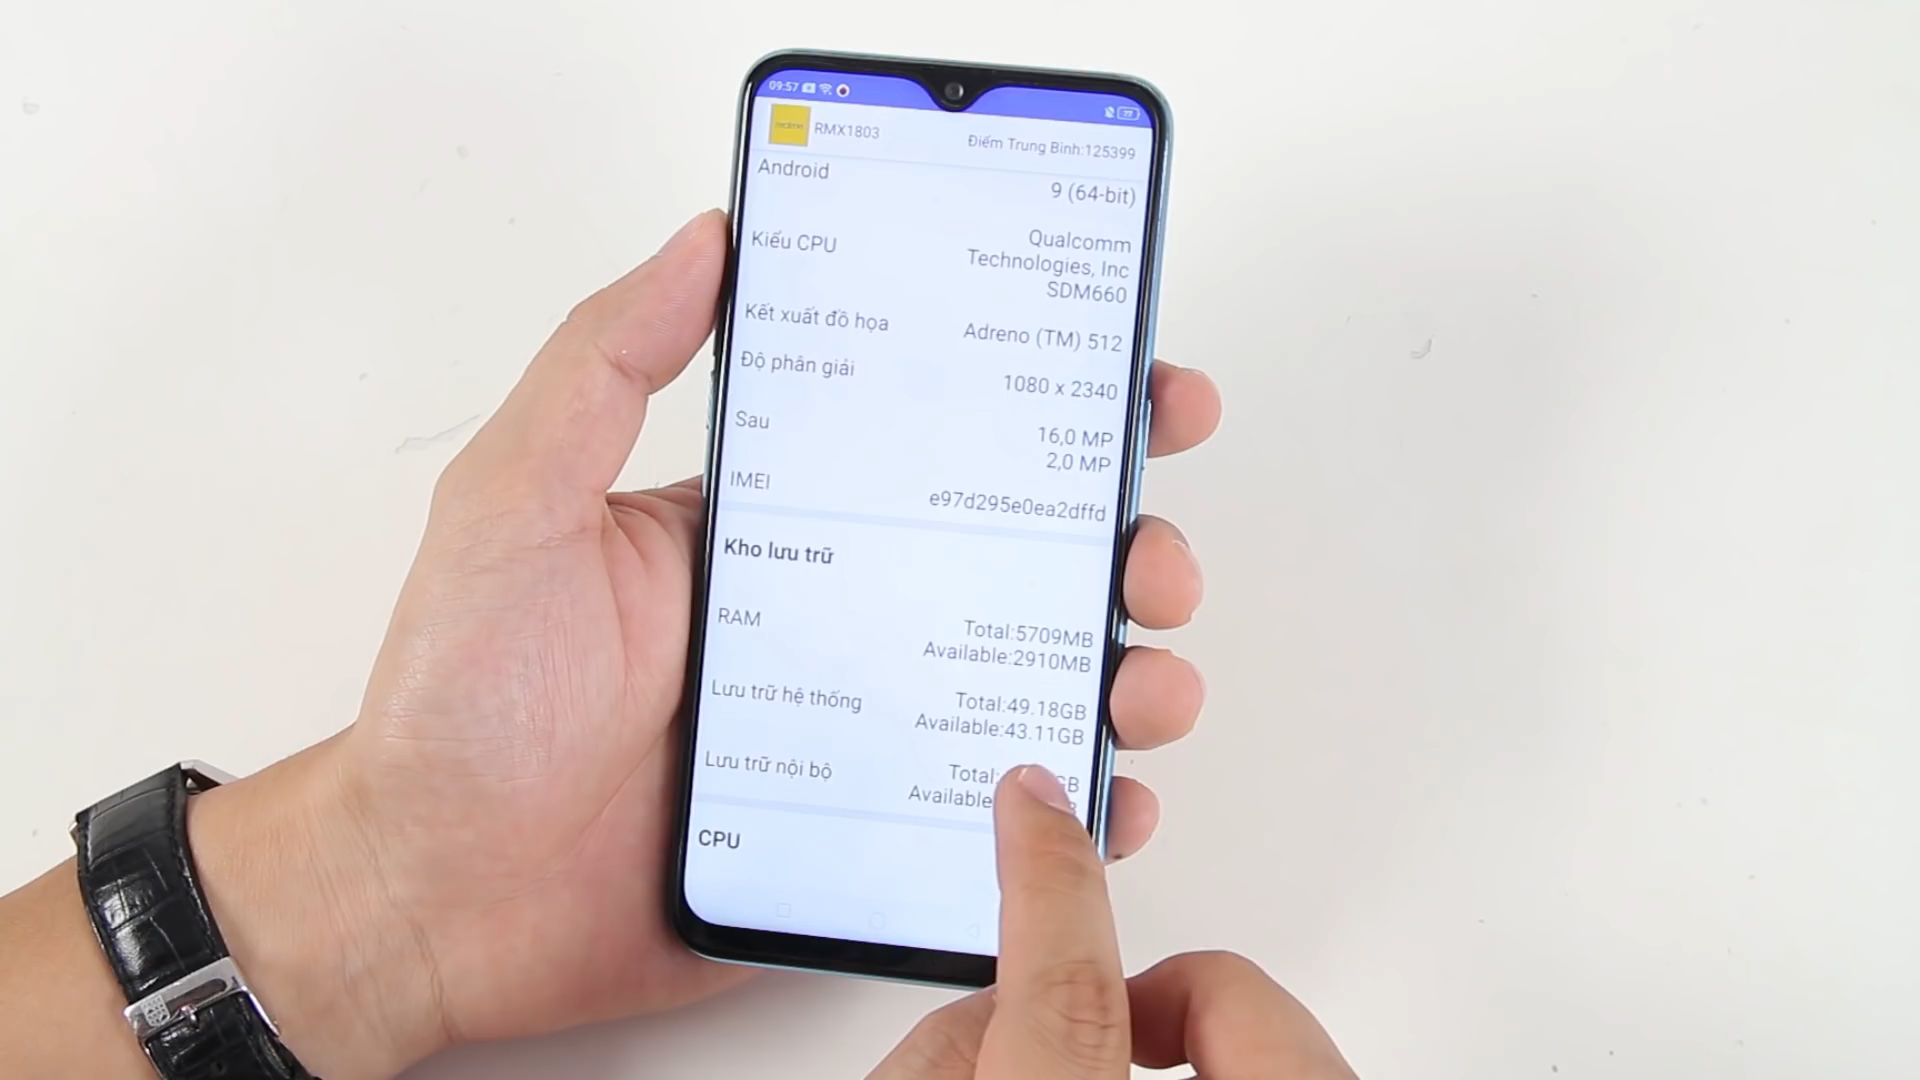 09:57
77
realme
RMX1803
Điểm Trung Bình:125399
Android
9 (64-bit)
Kiểu CPU
Qualcomm
Technologies, Inc
SDM660
Kết xuất đồ họa
Adreno (TM) 512
Độ phân giải
1080 x 2340
Sau
16,0 MP
2,0 MP
IMEI
e97d295e0ea2dffd
Kho lưu trữ
RAM
Total:5709MB
Available:2910MB
Lưu trữ hệ thống
Total:49.18GB
Available:43.11GB
Lưu trữ nội bộ
Total:
Available
CPU